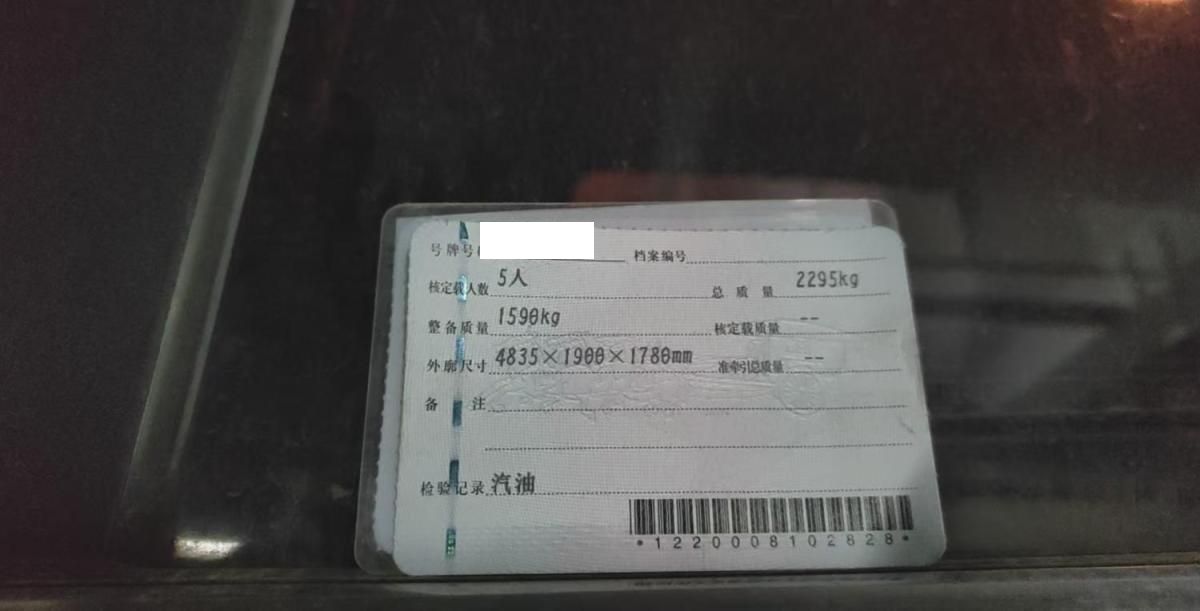 号牌号 档案编号
核定载人数 5人 总质量 2295kg
整备质量 1590kg 核定载质量 --
外廓尺寸 4835×1900×1780mm 准牵引总质量 --
备注
检验记录 汽油
*1220008102828*